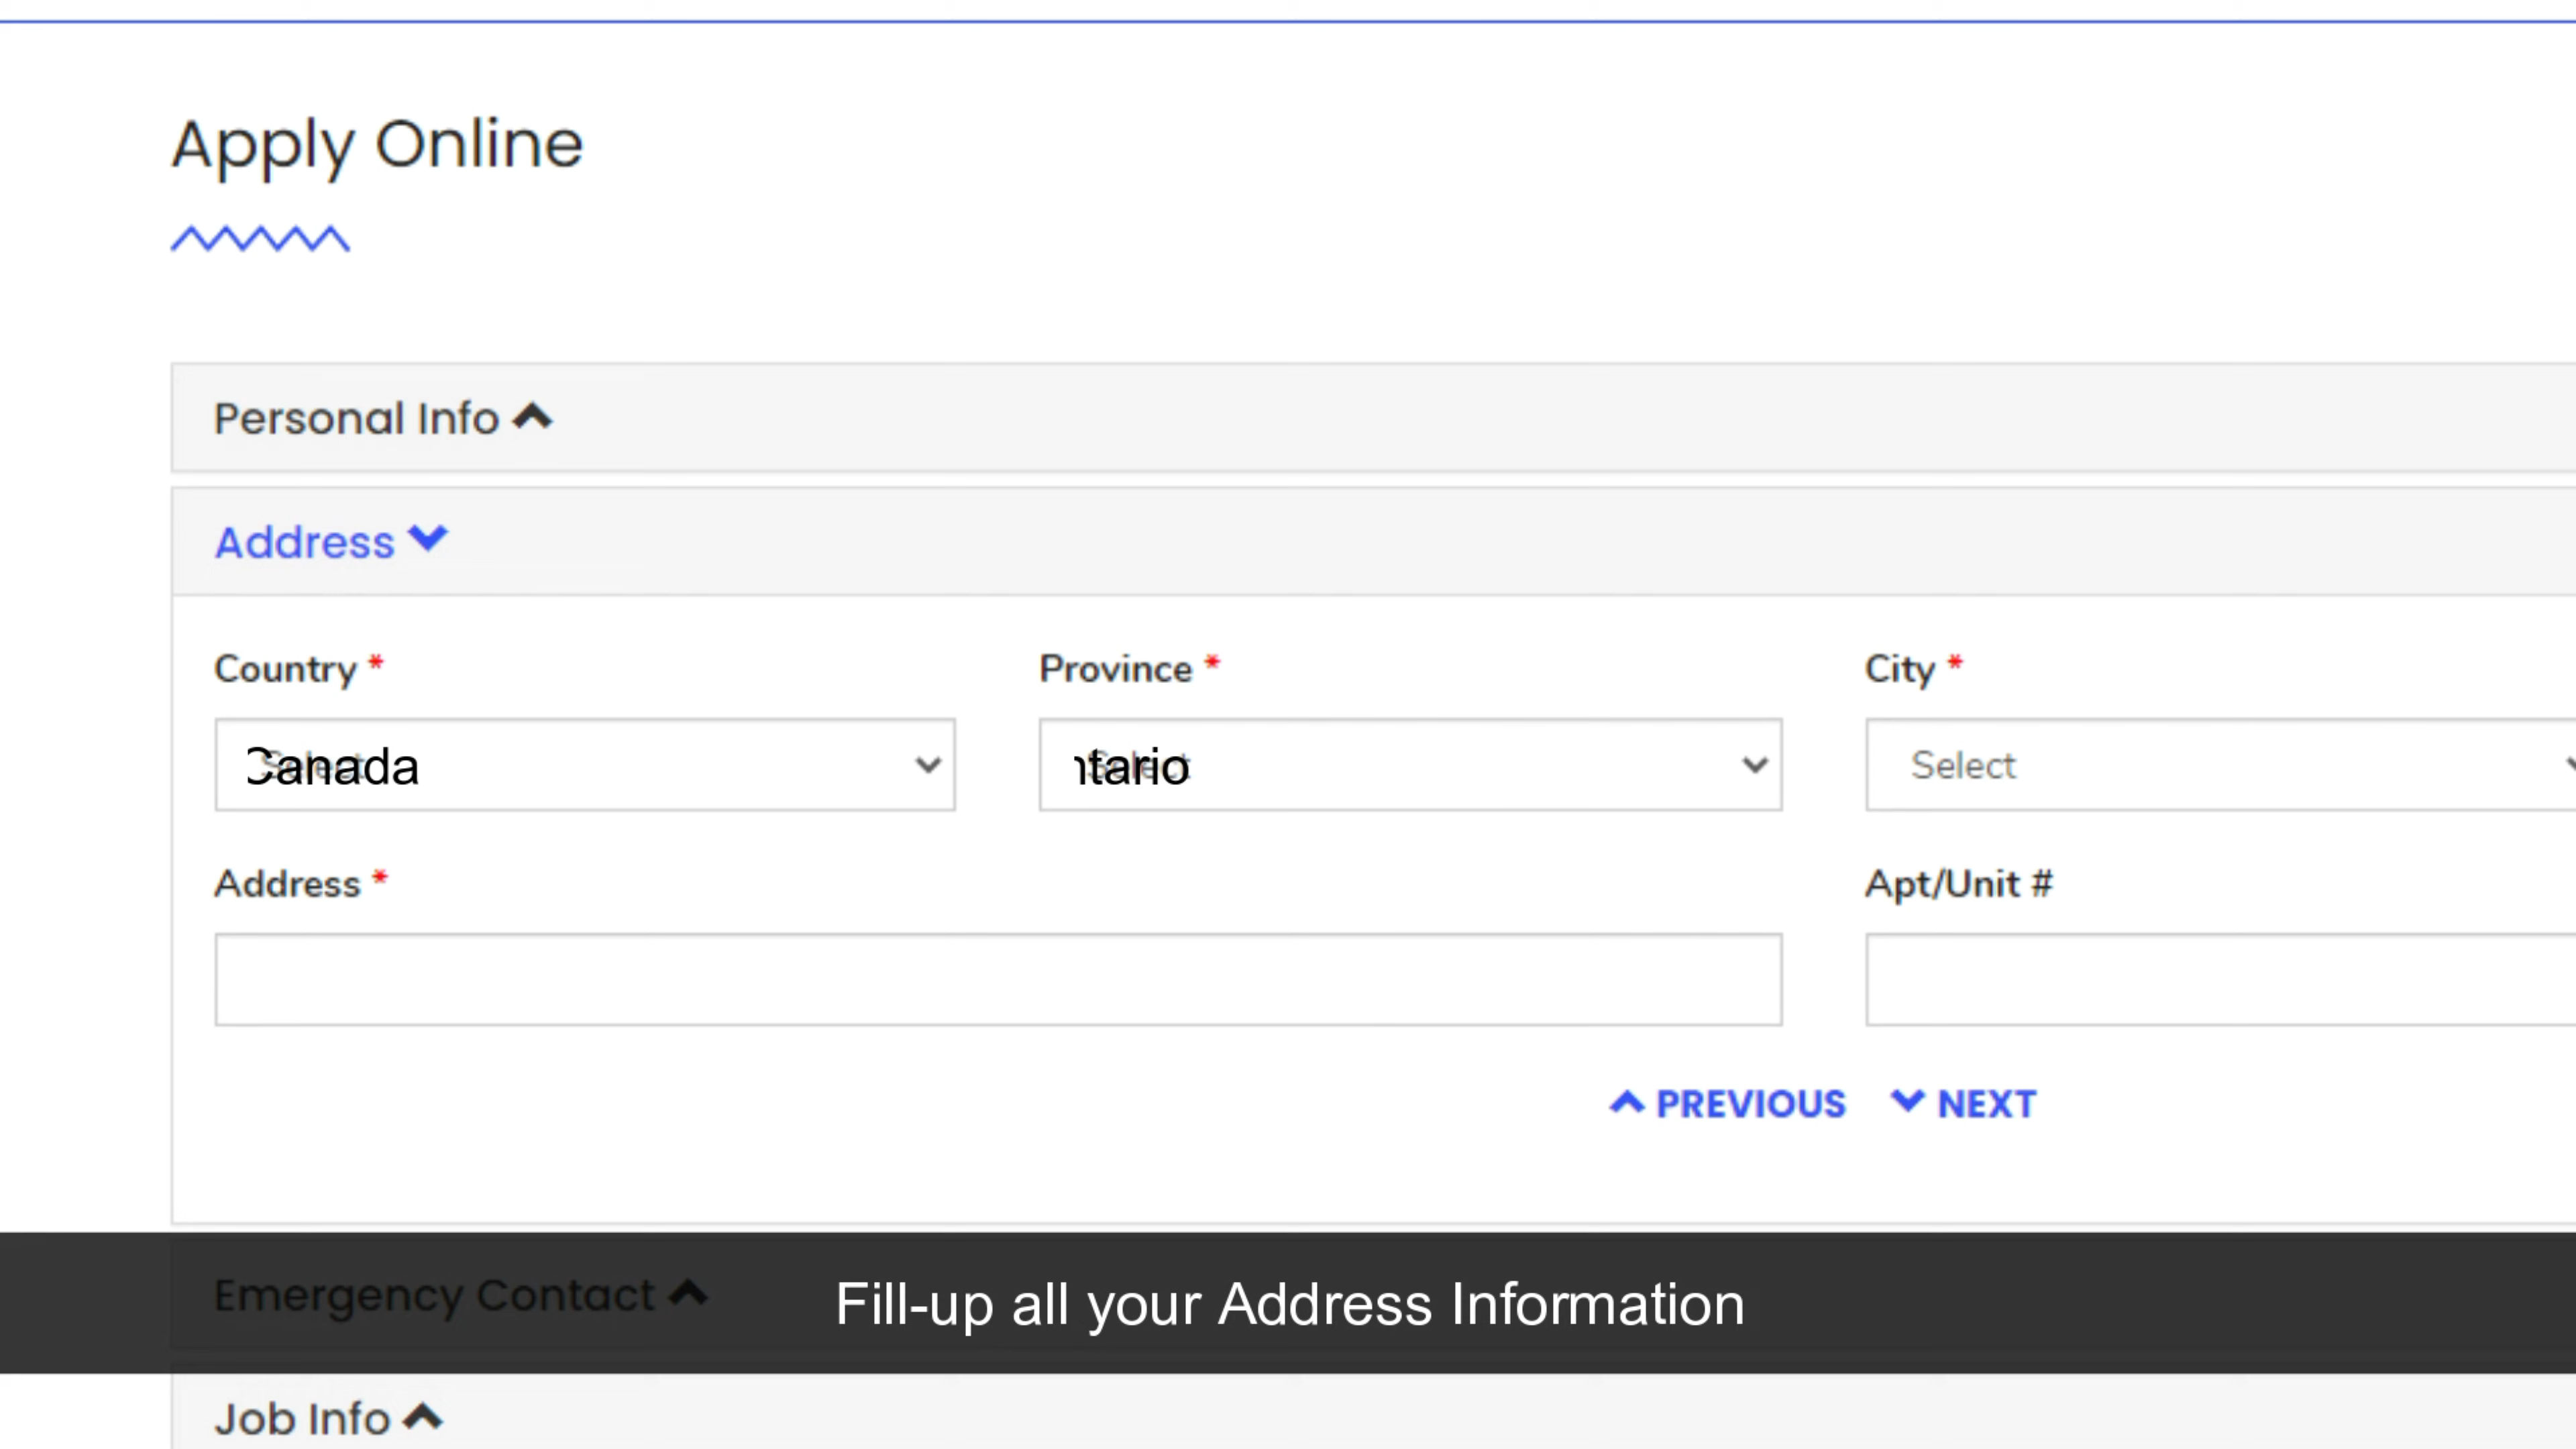 Apply Online
Personal Info
Address
Country * Province * City *
Canada ntario Select
Address * Apt/Unit #
PREVIOUS NEXT
Emergency Contact
Fill-up all your Address Information
Job Info